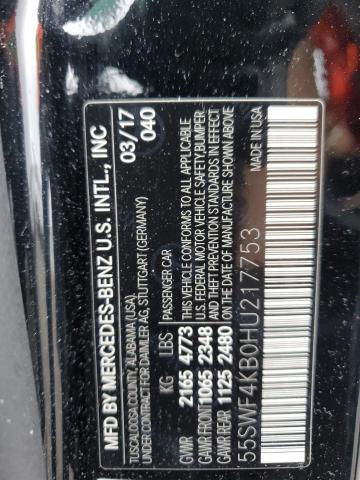 MFD BY MERCEDES-BENZ U.S. INTL., INC
TUSCALOOSA COUNTY, ALABAMA (USA),
UNDER CONTRACT FOR DAIMLER AG, STUTTGART (GERMANY)
03/17
040
PASSENGER CAR
KG LBS
GVWR 2165 4773
GAWR FRONT 1065 2348
GAWR REAR 1125 2480
THIS VEHICLE CONFORMS TO ALL APPLICABLE
U.S. FEDERAL MOTOR VEHICLE SAFETY, BUMPER
AND THEFT PREVENTION STANDARDS IN EFFECT
ON THE DATE OF MANUFACTURE SHOWN ABOVE
55SWF4KB0HU217753